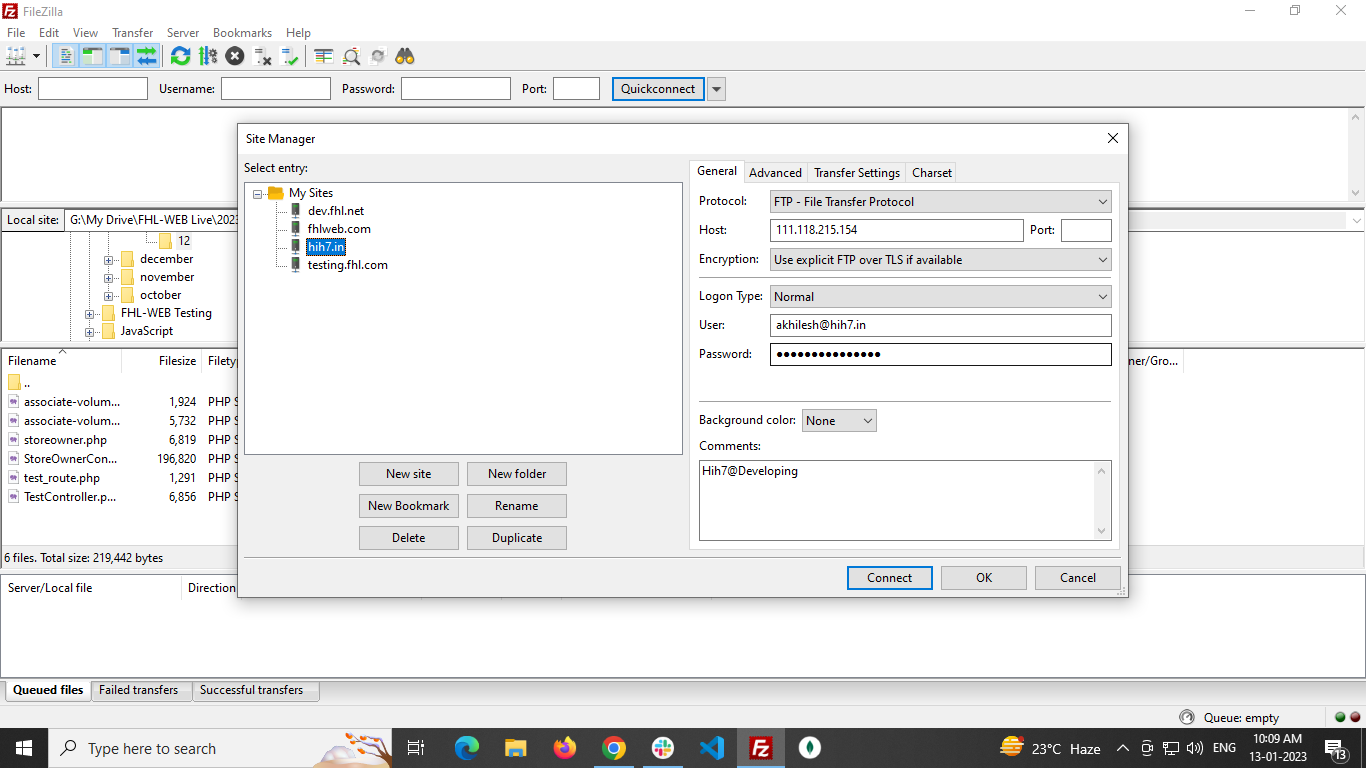 FileZilla
File Edit View Transfer Server Bookmarks Help
Host: Username: Password: Port: Quickconnect
Site Manager
Select entry:
My Sites
dev.fhl.net
fhlweb.com
hih7.in
testing.fhl.com
New site New folder
New Bookmark Rename
Delete Duplicate
General Advanced Transfer Settings Charset
Protocol: FTP - File Transfer Protocol
Host: 111.118.215.154 Port:
Encryption: Use explicit FTP over TLS if available
Logon Type: Normal
User: akhilesh@hih7.in
Password: ●●●●●●●●●●●●●●●
Background color: None
Comments:
Hih7@Developing
Connect OK Cancel
Local site: G:\My Drive\FHL-WEB Live\2023
12
december
november
october
FHL-WEB Testing
JavaScript
Filename Filesize Filety
..
associate-volum... 1,924 PHP S
associate-volum... 5,732 PHP S
storeowner.php 6,819 PHP S
StoreOwnerCon... 196,820 PHP S
test_route.php 1,291 PHP S
TestController.p... 6,856 PHP S
6 files. Total size: 219,442 bytes
ner/Gro...
Server/Local file Direction
Queued files Failed transfers Successful transfers
Queue: empty
Type here to search
23°C Haze ENG 10:09 AM
13-01-2023
13